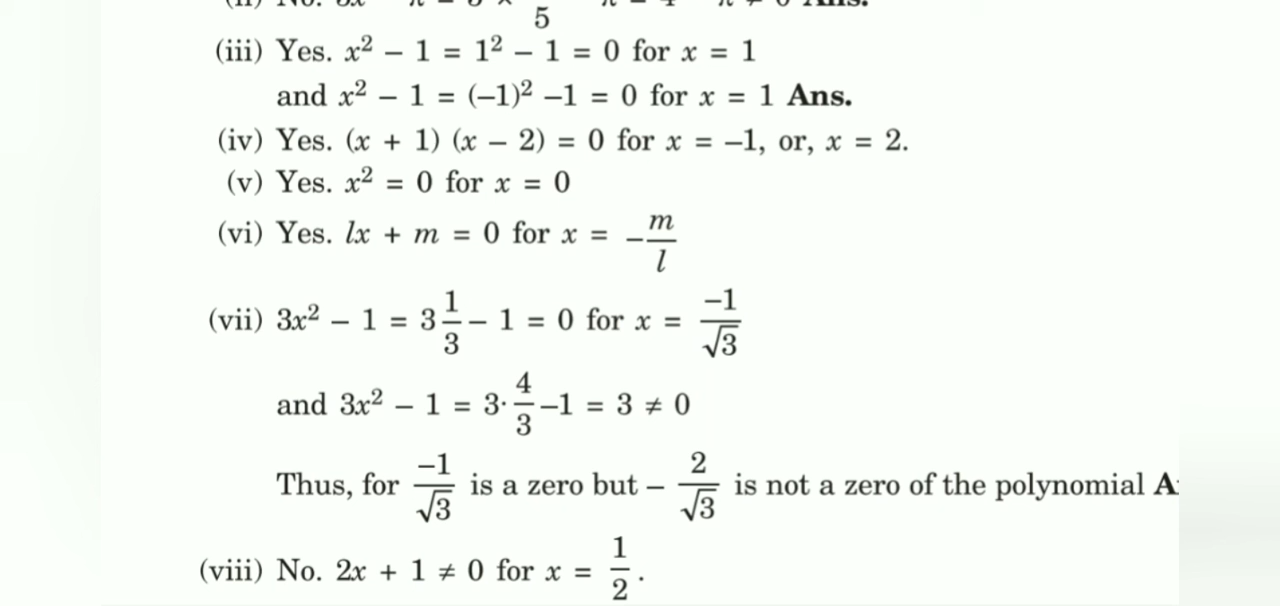 5
(iii) Yes. x² – 1 = 1² – 1 = 0 for x = 1
and x² – 1 = (–1)² –1 = 0 for x = 1 Ans.
(iv) Yes. (x + 1) (x – 2) = 0 for x = –1, or, x = 2.
(v) Yes. x² = 0 for x = 0
(vi) Yes. lx + m = 0 for x = –m/l
(vii) 3x² – 1 = 3 1/3 – 1 = 0 for x = –1/√3
and 3x² – 1 = 3· 4/3 –1 = 3 ≠ 0
Thus, for –1/√3 is a zero but – 2/√3 is not a zero of the polynomial A
(viii) No. 2x + 1 ≠ 0 for x = 1/2 .